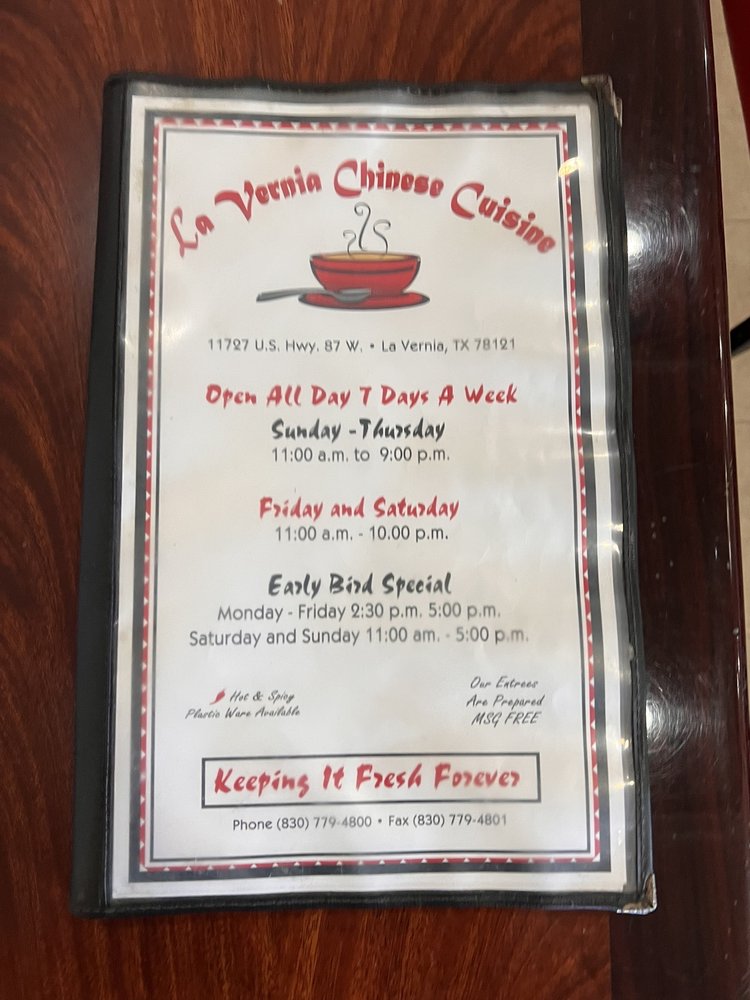 La Vernia Chinese Cuisine
11727 U.S. Hwy. 87 W. • La Vernia, TX 78121
Open All Day 7 Days A Week
Sunday - Thursday
11:00 a.m. to 9:00 p.m.
Friday and Saturday
11:00 a.m. - 10.00 p.m.
Early Bird Special
Monday - Friday 2:30 p.m. 5:00 p.m.
Saturday and Sunday 11:00 am. - 5:00 p.m.
Hot & Spicy
Plastic Ware Available
Our Entrees
Are Prepared
MSG FREE
Keeping It Fresh Forever
Phone (830) 779-4800 • Fax (830) 779-4801